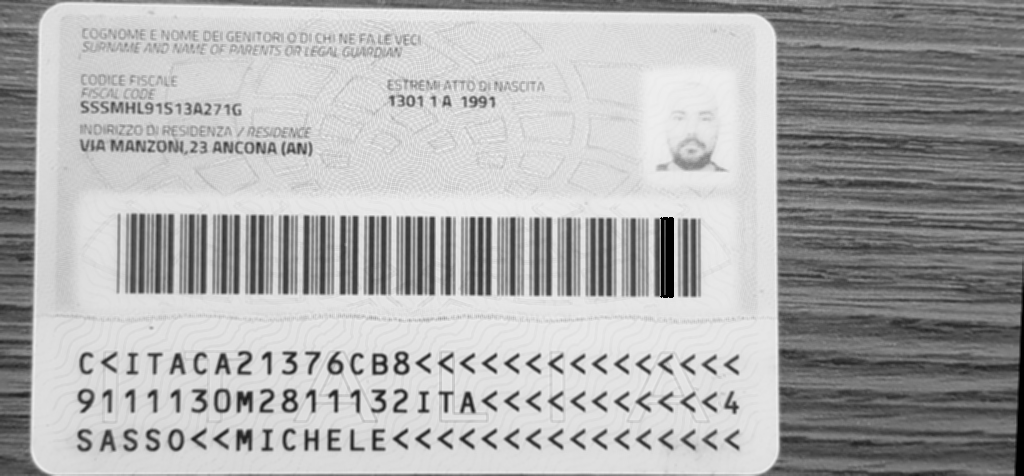 COGNOME E NOME DEI GENITORI O DI CHI NE FA LE VECI
SURNAME AND NAME OF PARENTS OR LEGAL GUARDIAN
CODICE FISCALE
FISCAL CODE
SSSMHL91S13A271G
ESTREMI ATTO DI NASCITA
1301 1 A 1991
INDIRIZZO DI RESIDENZA / RESIDENCE
VIA MANZONI,23 ANCONA (AN)
C<ITACA21376CB8<<<<<<<<<<<<<<<
9111130M2811132ITA<<<<<<<<<<<4
SASSO<<MICHELE<<<<<<<<<<<<<<<<